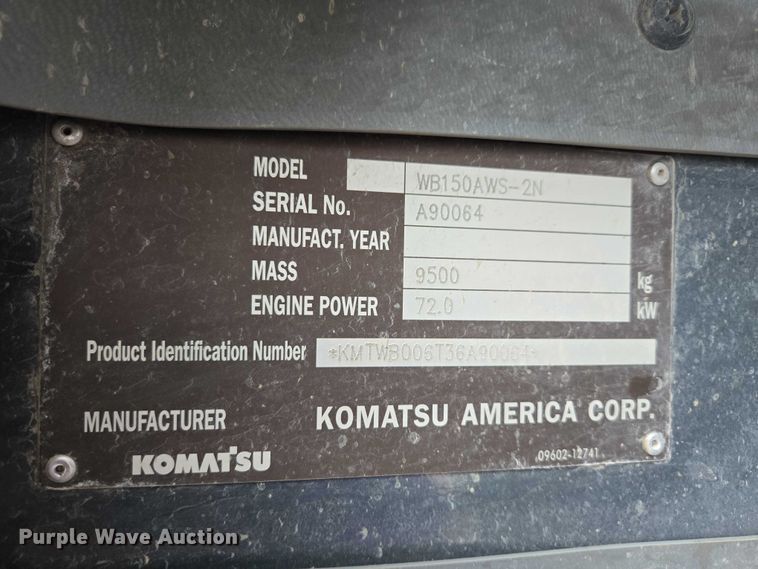 MODEL WB150AWS-2N
SERIAL No. A90064
MANUFACT. YEAR
MASS 9500 kg
ENGINE POWER 72.0 kW
Product Identification Number *KMTWB006T36A90064*
MANUFACTURER KOMATSU AMERICA CORP.
KOMATSU 09602-12741
Purple Wave Auction